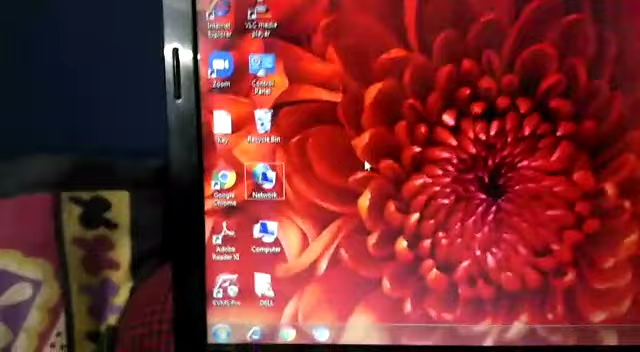 Internet
Explorer
VLC media
player
Zoom
Control
Panel
Key
Recycle Bin
Google
Chrome
Network
Adobe
Reader XI
Computer
DELL